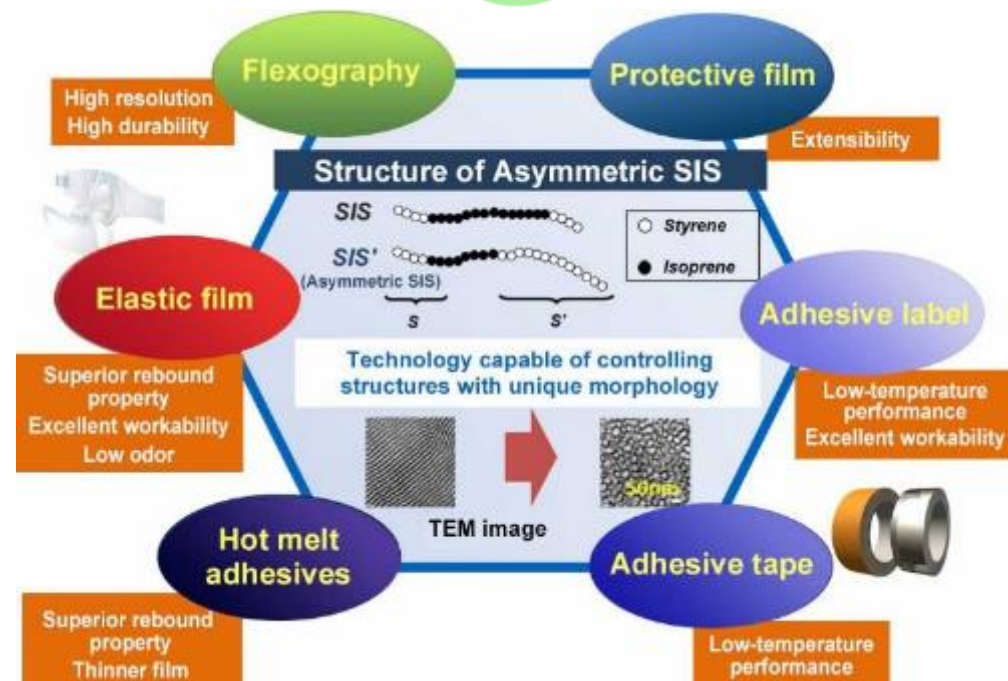 Flexography
Protective film
High resolution
High durability
Extensibility
Structure of Asymmetric SIS
SIS
SIS'
(Asymmetric SIS)
S
S'
Styrene
Isoprene
Elastic film
Adhesive label
Technology capable of controlling
structures with unique morphology
Superior rebound
property
Excellent workability
Low odor
Low-temperature
performance
Excellent workability
50nm
TEM image
Hot melt
adhesives
Adhesive tape
Superior rebound
property
Thinner film
Low-temperature
performance